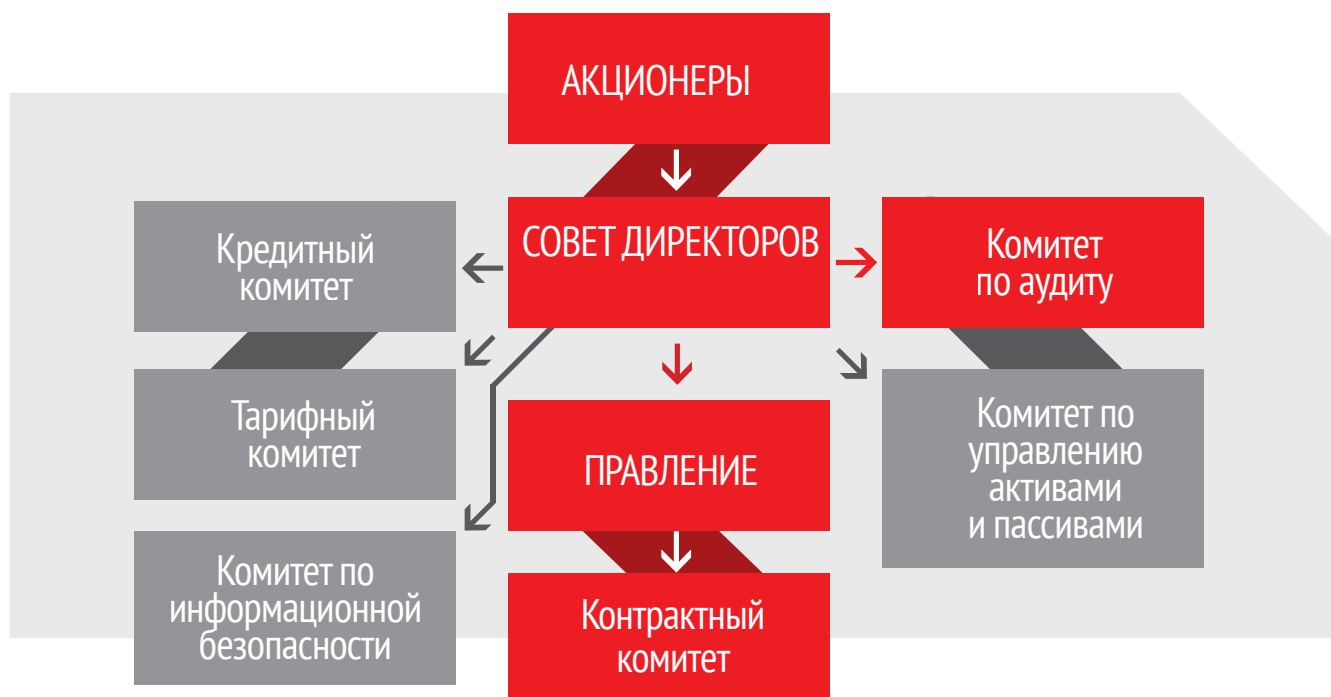 АКЦИОНЕРЫ
Кредитный
комитет
СОВЕТ ДИРЕКТОРОВ
Комитет
по аудиту
Тарифный
комитет
ПРАВЛЕНИЕ
Комитет по
управлению
активами
и пассивами
Комитет по
информационной
безопасности
Контрактный
комитет